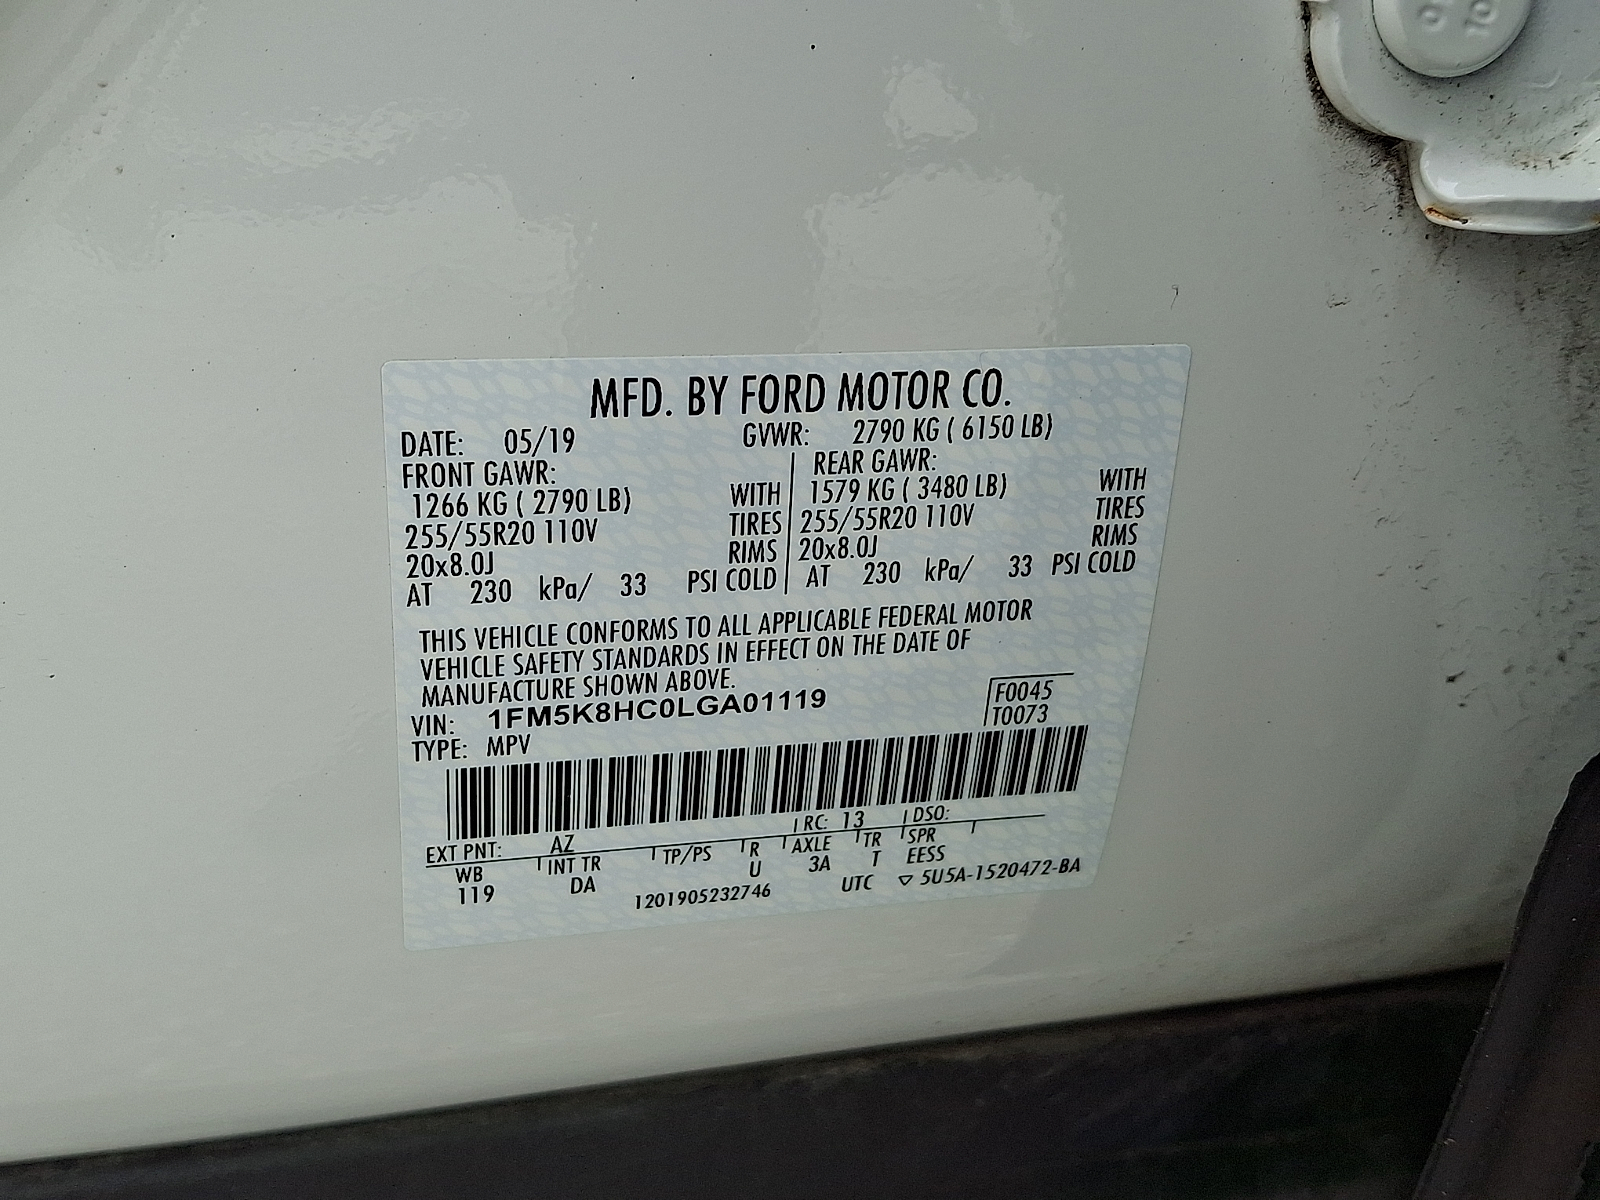 MFD. BY FORD MOTOR CO.
DATE: 05/19 GVWR: 2790 KG ( 6150 LB)
FRONT GAWR: REAR GAWR:
1266 KG ( 2790 LB) WITH 1579 KG ( 3480 LB) WITH
255/55R20 110V TIRES 255/55R20 110V TIRES
20x8.0J RIMS 20x8.0J RIMS
AT 230 kPa/ 33 PSI COLD AT 230 kPa/ 33 PSI COLD
THIS VEHICLE CONFORMS TO ALL APPLICABLE FEDERAL MOTOR
VEHICLE SAFETY STANDARDS IN EFFECT ON THE DATE OF
MANUFACTURE SHOWN ABOVE.
VIN: 1FM5K8HC0LGA01119 F0045
TYPE: MPV T0073
EXT PNT: AZ RC: 13 DSO:
WB INT TR TP/PS R AXLE TR SPR
119 DA U 3A T EESS
1201905232746 UTC ▽ 5U5A-1520472-BA